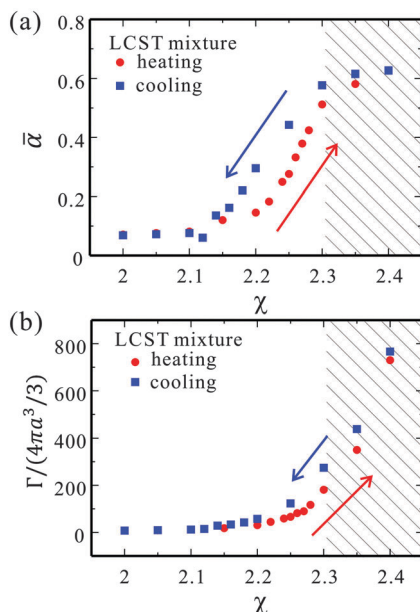 (a)
LCST mixture
heating
cooling
0.8
0.6
0.4
0.2
0
ᾱ
2 2.1 2.2 2.3 2.4
χ
(b)
LCST mixture
heating
cooling
800
600
400
200
0
Γ/(4πa³/3)
2 2.1 2.2 2.3 2.4
χ